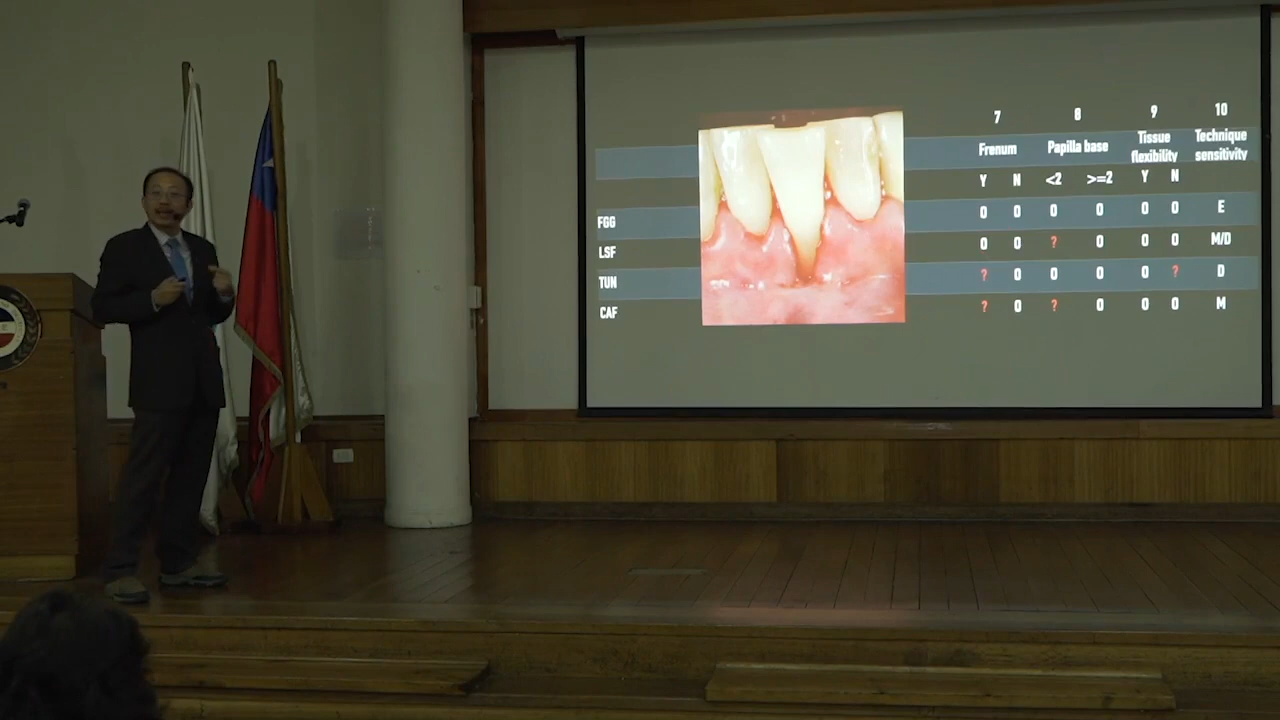 7 8 9 10
Frenum Papilla base Tissue flexibility Technique sensitivity
Y N <2 >=2 Y N
FGG 0 0 0 0 0 0 E
LSF 0 0 ? 0 0 0 M/D
TUN ? 0 0 0 0 ? D
CAF ? 0 ? 0 0 0 M